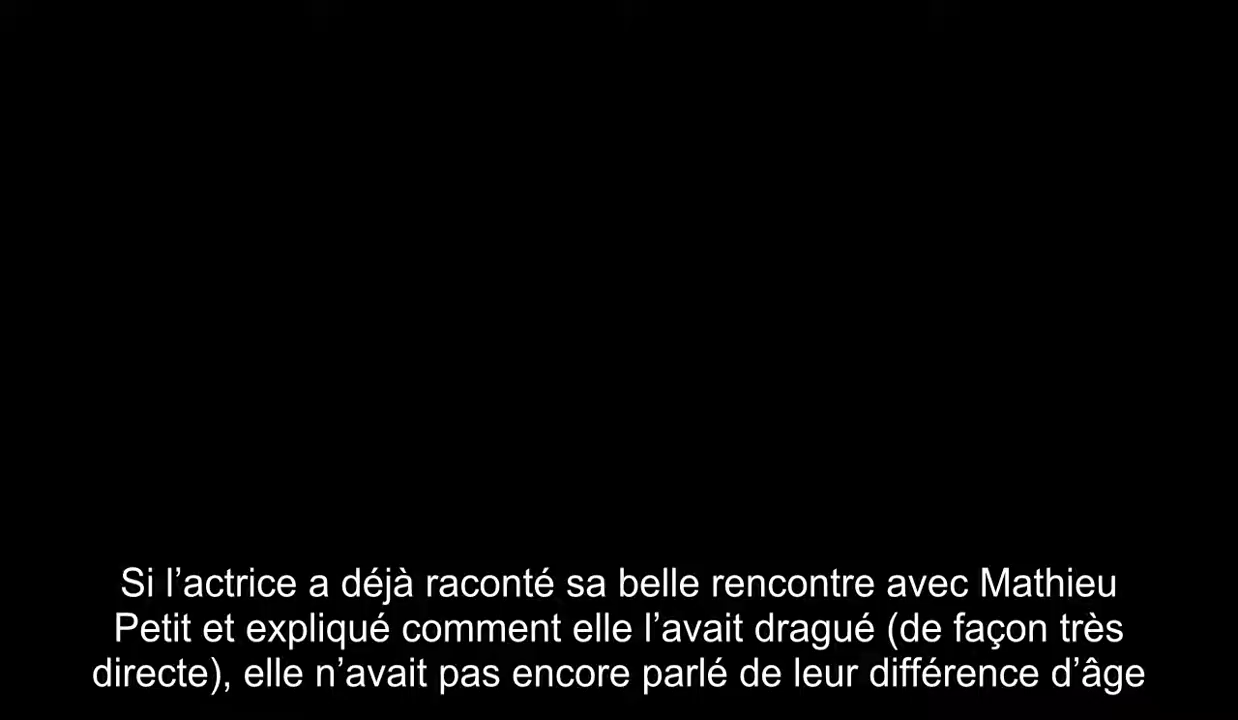 Si l’actrice a déjà raconté sa belle rencontre avec Mathieu
Petit et expliqué comment elle l’avait dragué (de façon très
directe), elle n’avait pas encore parlé de leur différence d’âge